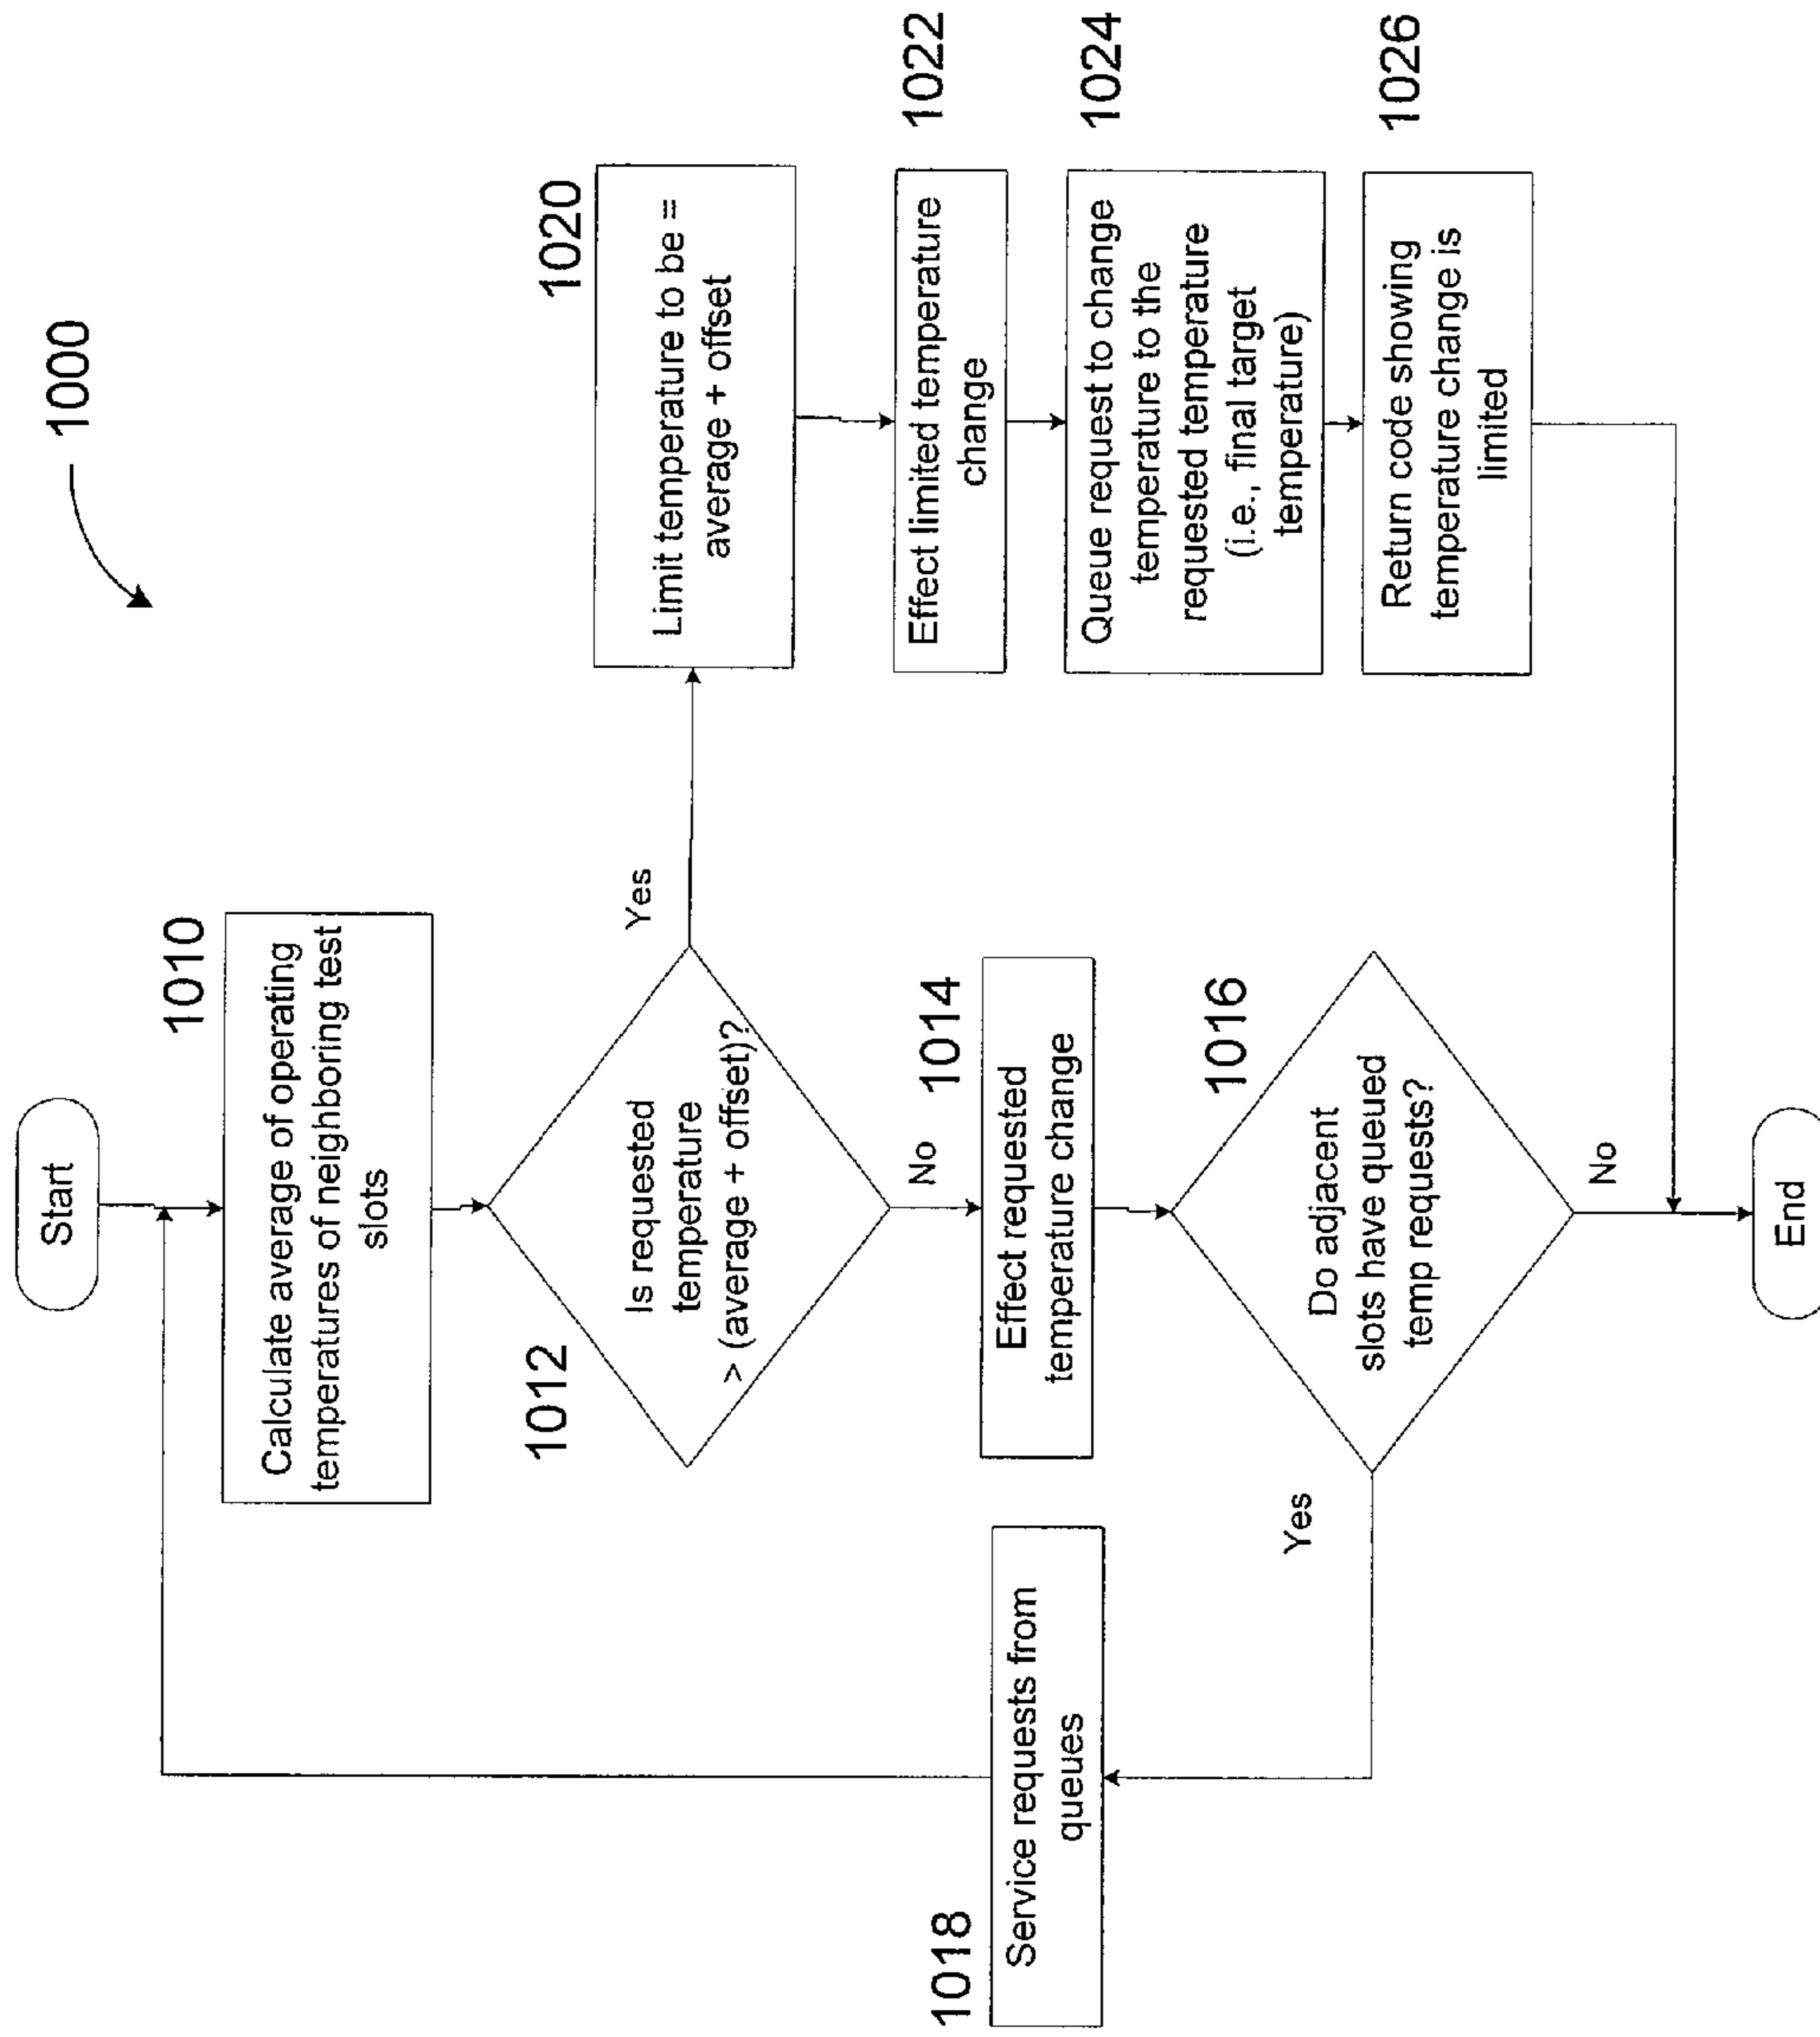 1000
Start
1010
Calculate average of operating
temperatures of neighboring test
slots
1012
Is requested
temperature
> (average + offset)?
Yes
1020
Limit temperature to be =
average + offset
1022
Effect limited temperature
change
1024
Queue request to change
temperature to the
requested temperature
(i.e., final target
temperature)
1026
Return code showing
temperature change is
limited
No
1014
Effect requested
temperature change
1016
Do adjacent
slots have queued
temp requests?
Yes
1018
Service requests from
queues
No
End